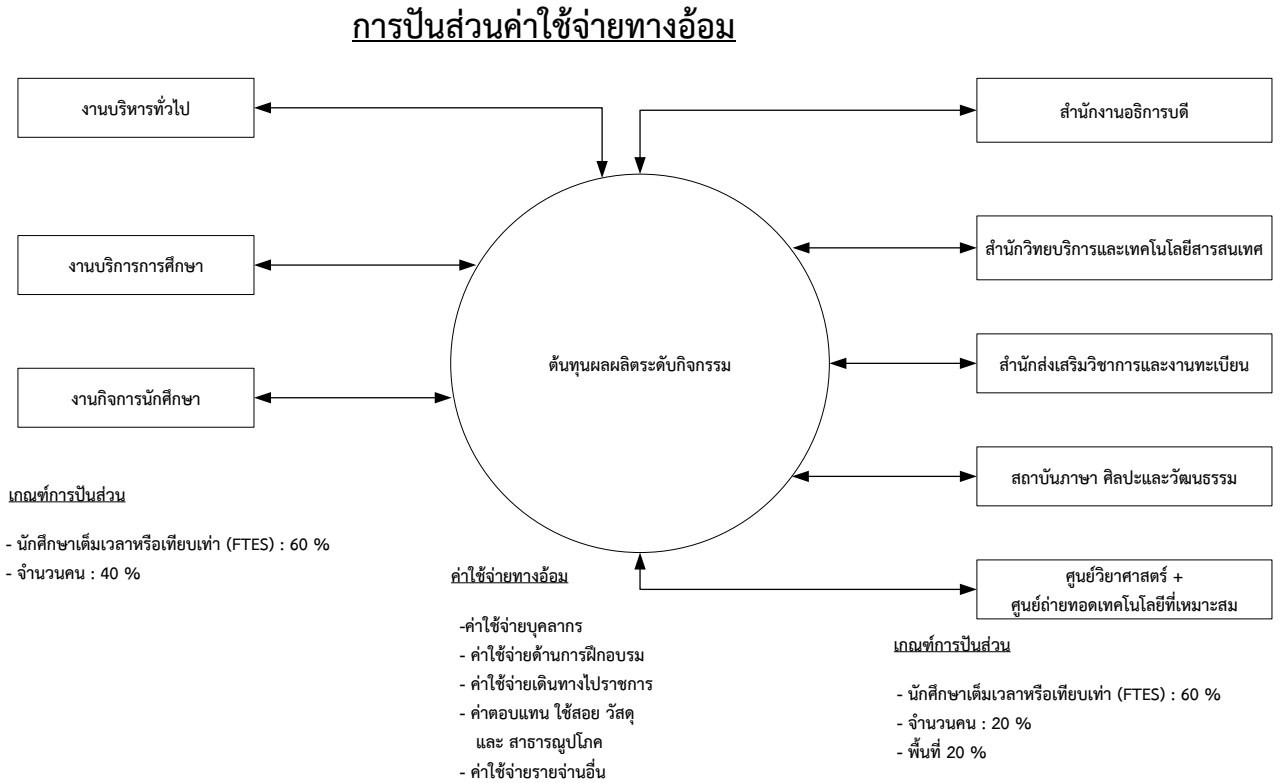 การปันส่วนค่าใช้จ่ายทางอ้อม
งานบริหารทั่วไป
สำนักงานอธิการบดี
งานบริการการศึกษา
สำนักวิทยบริการและเทคโนโลยีสารสนเทศ
ต้นทุนผลผลิตระดับกิจกรรม
สำนักส่งเสริมวิชาการและงานทะเบียน
งานกิจการนักศึกษา
สถาบันภาษา ศิลปะและวัฒนธรรม
ศูนย์วิยาศาสตร์ +
ศูนย์ถ่ายทอดเทคโนโลยีที่เหมาะสม
เกณฑ์การปันส่วน
- นักศึกษาเต็มเวลาหรือเทียบเท่า (FTES) : 60 %
- จำนวนคน : 40 %
ค่าใช้จ่ายทางอ้อม
-ค่าใช้จ่ายบุคลากร
- ค่าใช้จ่ายด้านการฝึกอบรม
- ค่าใช้จ่ายเดินทางไปราชการ
- ค่าตอบแทน ใช้สอย วัสดุ
และ สาธารณูปโภค
- ค่าใช้จ่ายรายจ่านอื่น
เกณฑ์การปันส่วน
- นักศึกษาเต็มเวลาหรือเทียบเท่า (FTES) : 60 %
- จำนวนคน : 20 %
- พื้นที่ 20 %